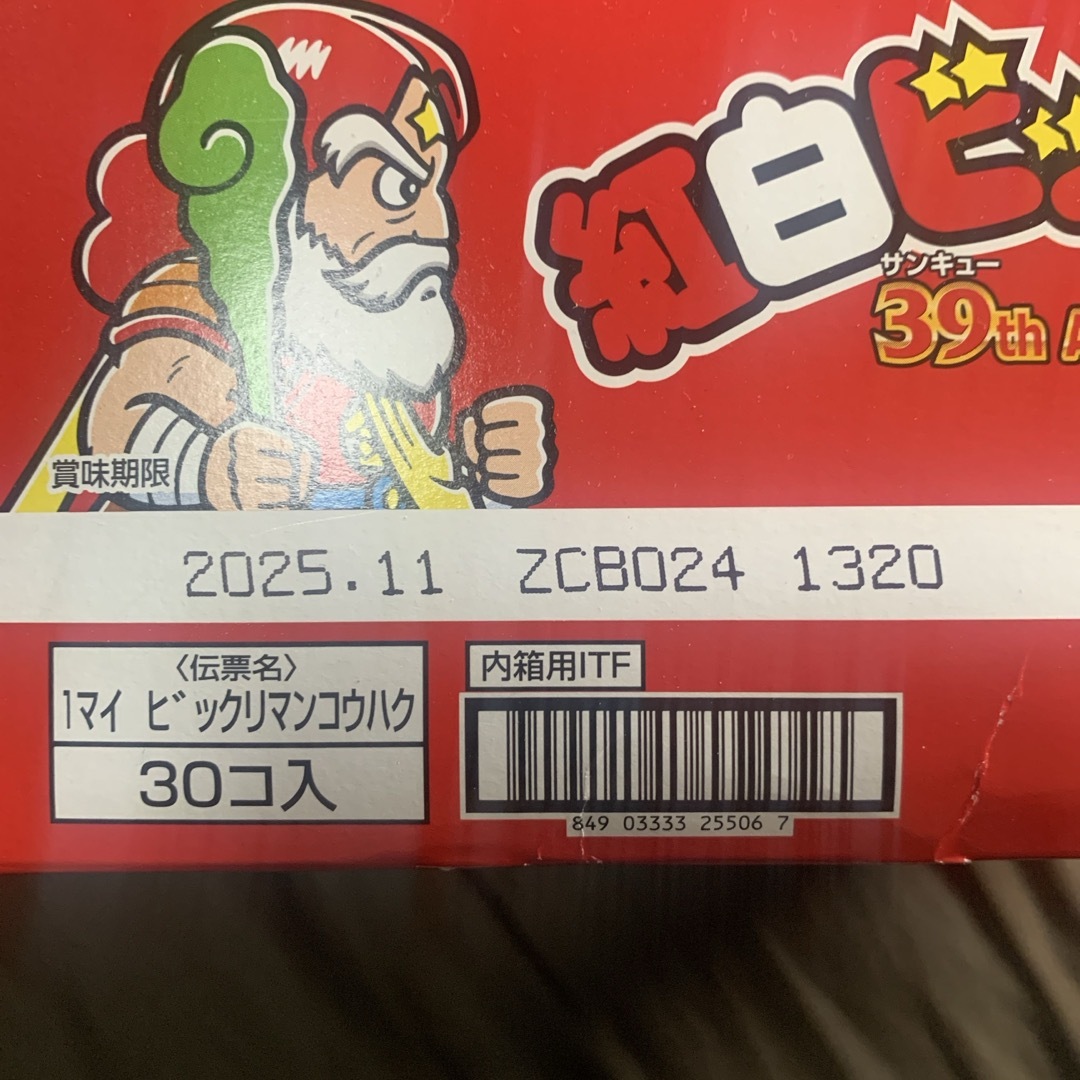 紅白ビ
サンキュー
39th A
賞味期限
2025.11 ZCB024 1320
〈伝票名〉
1マイ ビックリマンコウハク
30コ入
内箱用ITF
849 03333 25506 7